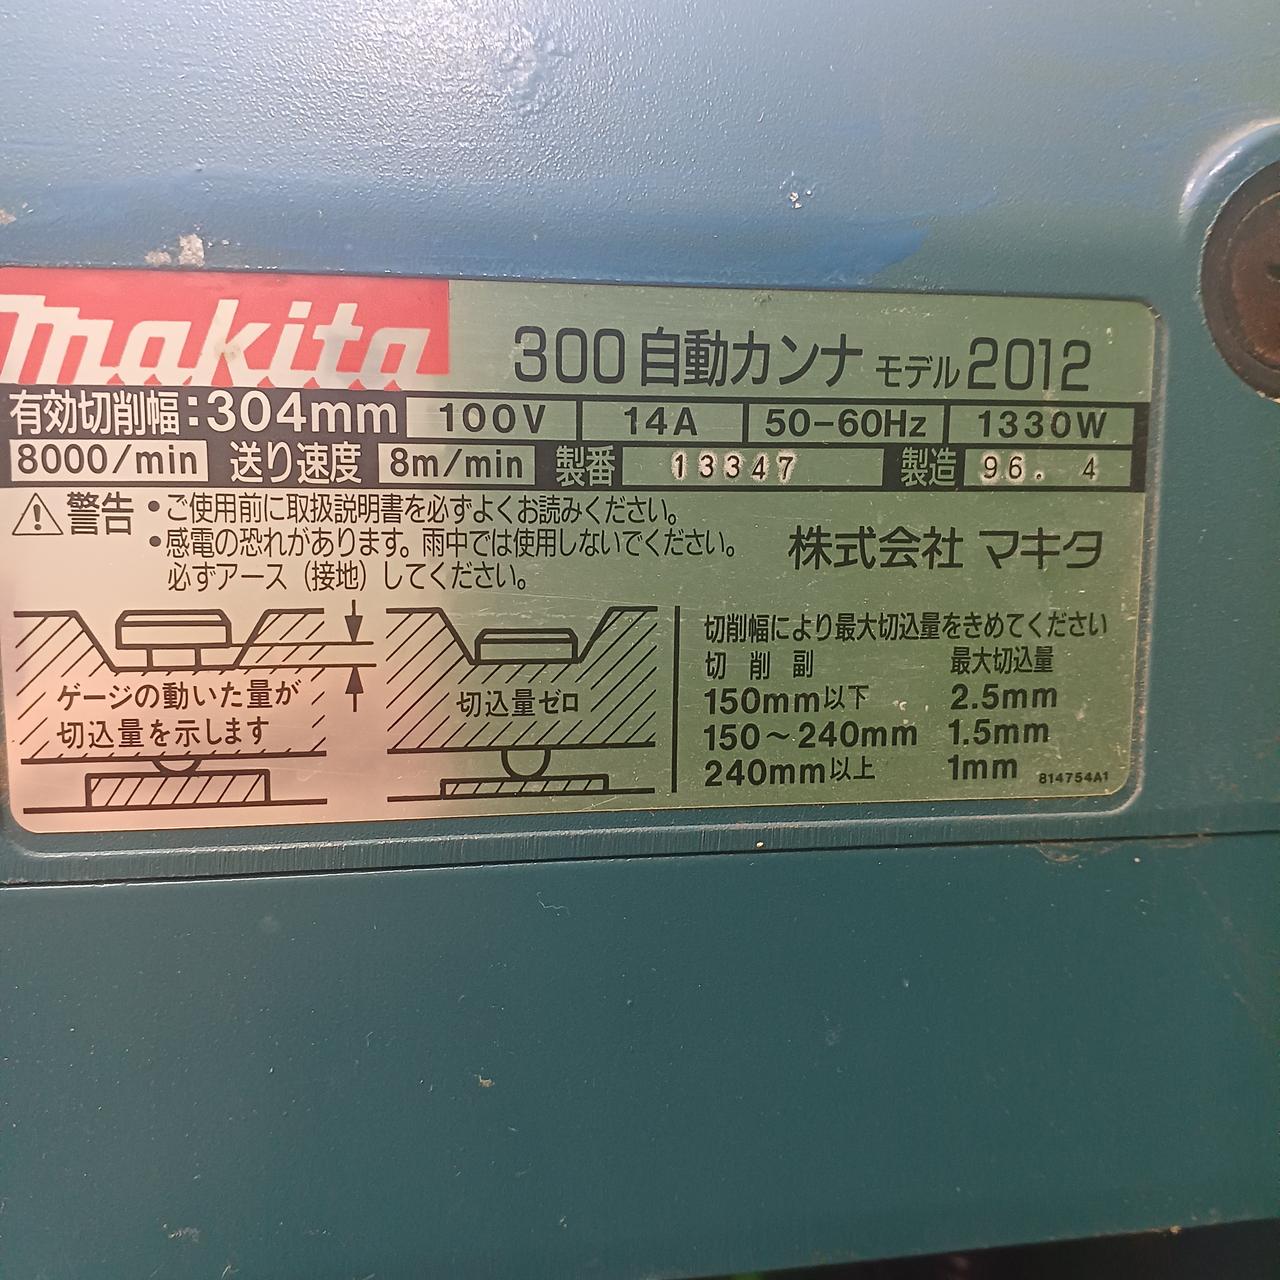 makita
300自動カンナ モデル2012
有効切削幅:304mm 100V 14A 50-60Hz 1330W
8000/min 送り速度 8m/min 製番 13347 製造 96. 4
警告 •ご使用前に取扱説明書を必ずよくお読みください。
•感電の恐れがあります。雨中では使用しないでください。
必ずアース(接地)してください。
株式会社 マキタ
ゲージの動いた量が
切込量を示します
切込量ゼロ
切削幅により最大切込量をきめてください
切 削 副 最大切込量
150mm以下 2.5mm
150~240mm 1.5mm
240mm以上 1mm
814754A1